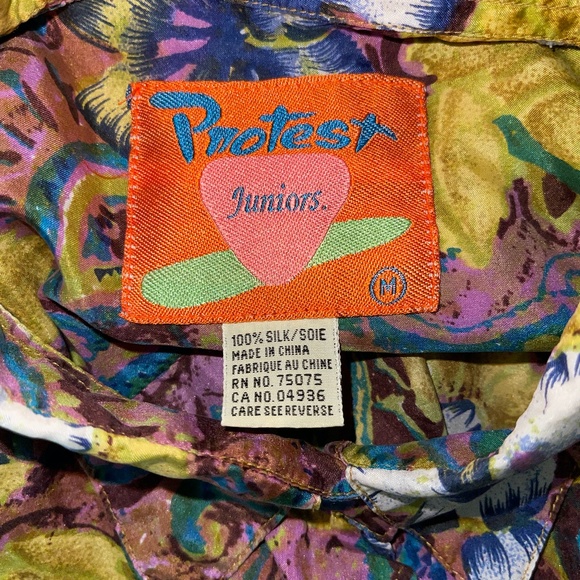 Protest
Juniors.
M
100% SILK/SOIE
MADE IN CHINA
FABRIQUE AU CHINE
RN NO. 75075
CA NO. 04936
CARE SEE REVERSE